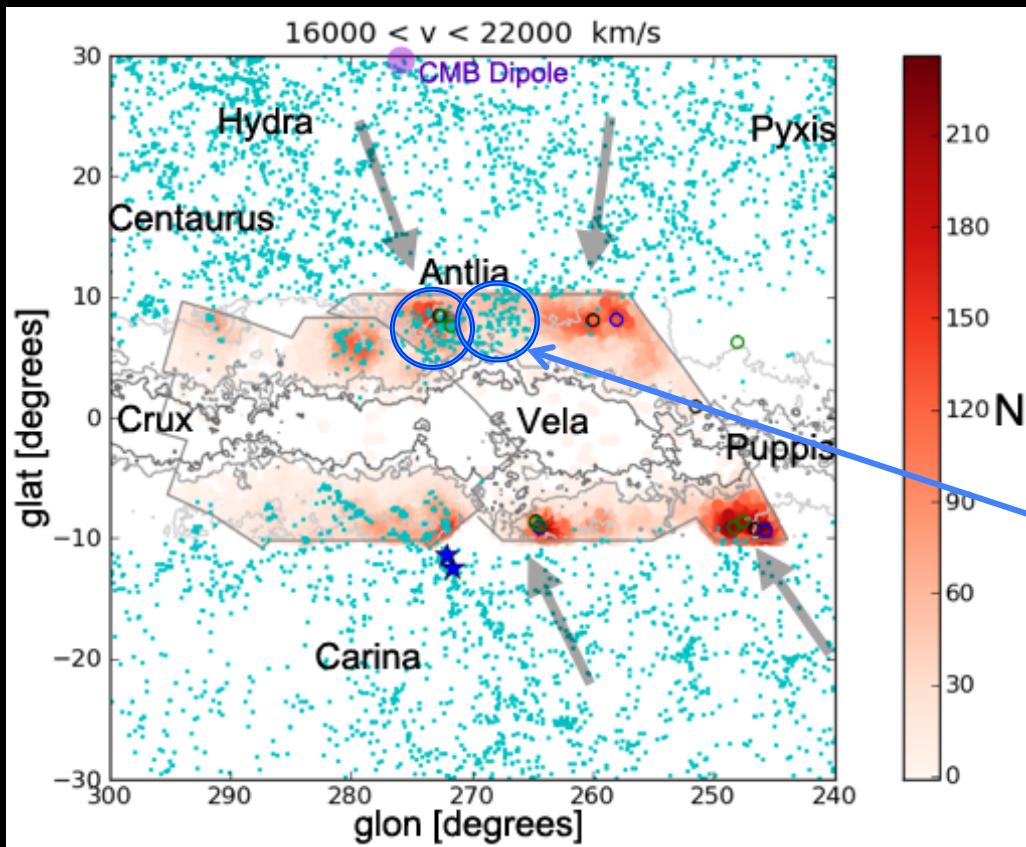 16000 < v < 22000 km/s
CMB Dipole
Hydra
Pyxis
Centaurus
Antlia
Crux
Vela
Puppis
Carina
30
20
10
0
−10
−20
−30
glat [degrees]
300 290 280 270 260 250 240
glon [degrees]
210
180
150
120
90
60
30
0
N